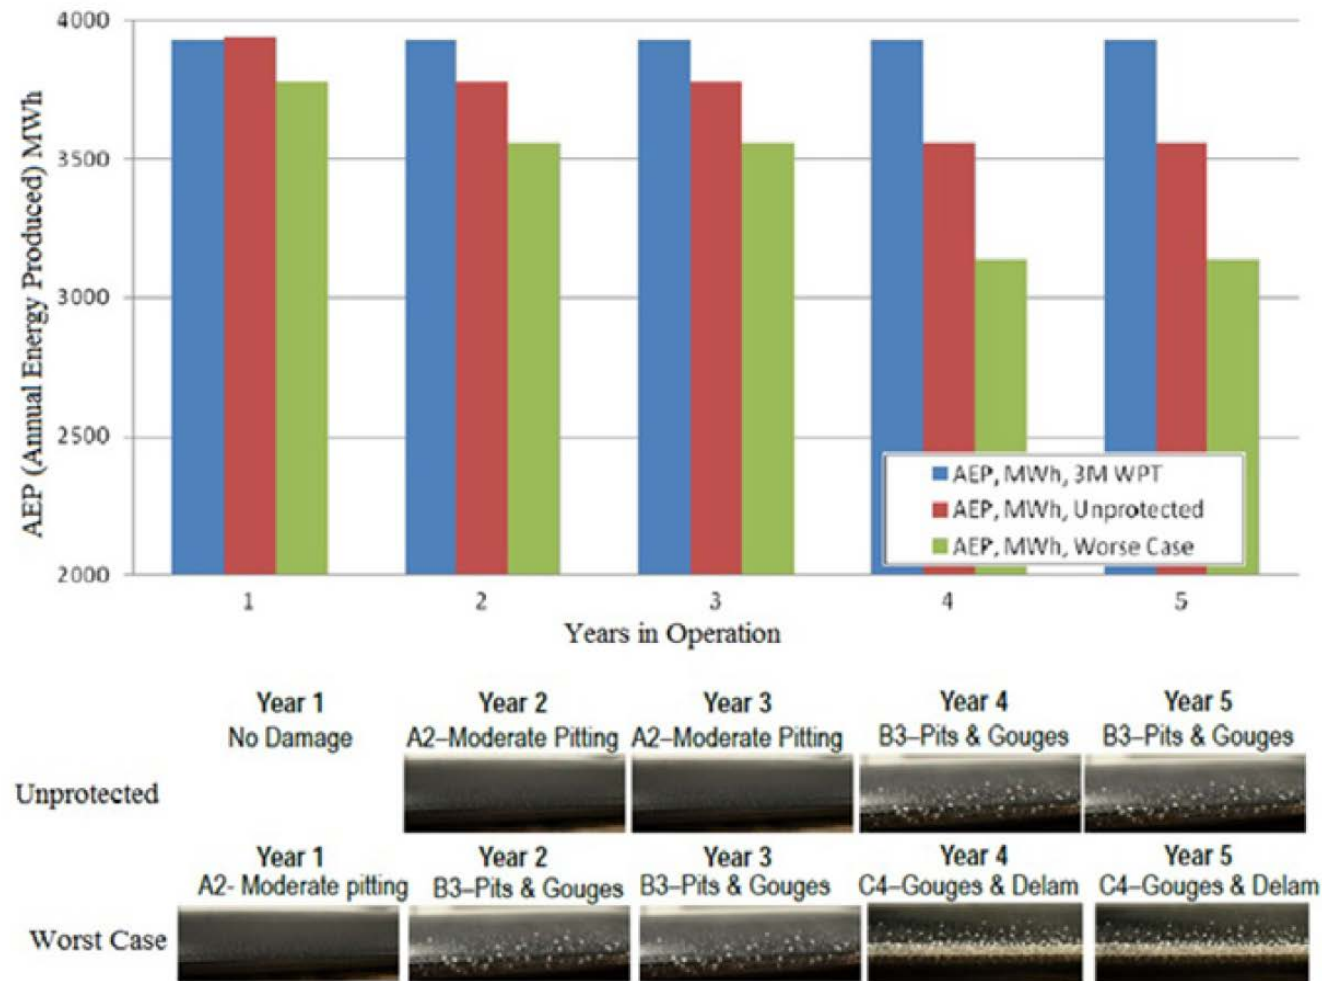 4000
3500
3000
2500
2000
AEP (Annual Energy Produced) MWh
AEP, MWh, 3M WPT
AEP, MWh, Unprotected
AEP, MWh, Worse Case
1 2 3 4 5
Years in Operation
Year 1 Year 2 Year 3 Year 4 Year 5
No Damage A2–Moderate Pitting A2–Moderate Pitting B3–Pits & Gouges B3–Pits & Gouges
Unprotected
Year 1 Year 2 Year 3 Year 4 Year 5
A2- Moderate pitting B3–Pits & Gouges B3–Pits & Gouges C4–Gouges & Delam C4–Gouges & Delam
Worst Case